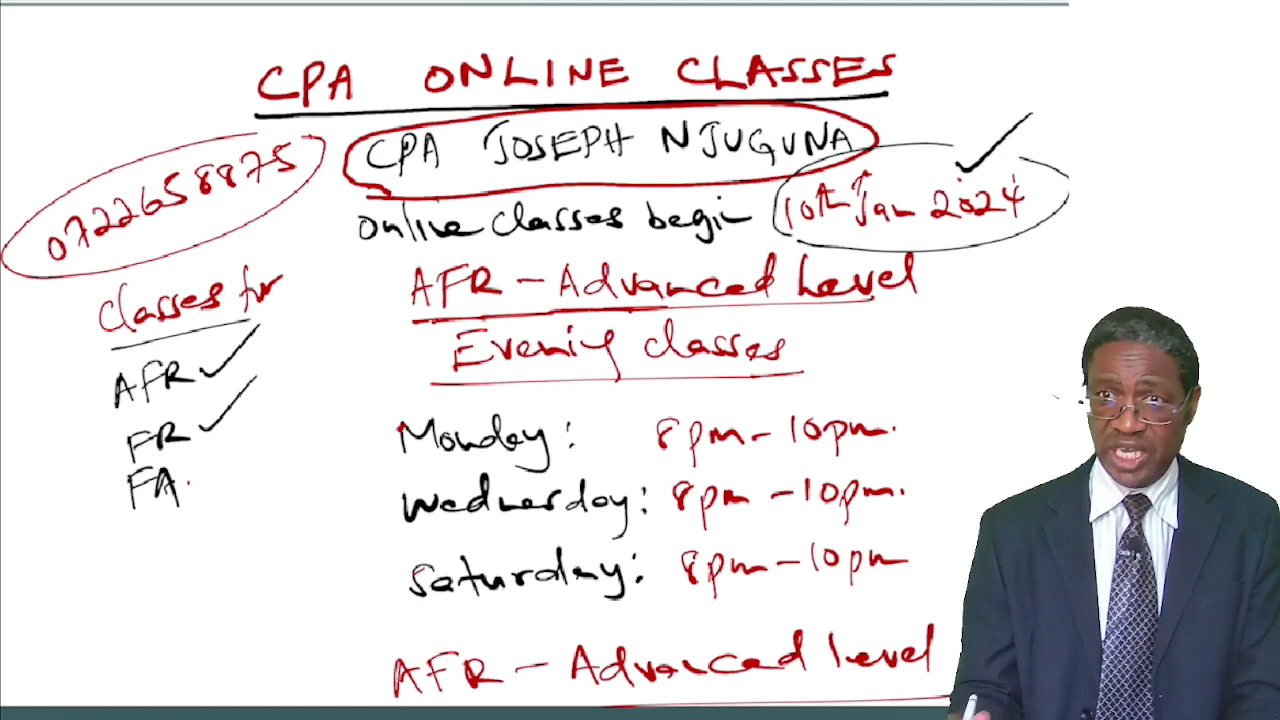 CPA ONLINE CLASSES
CPA JOSEPH NJUGUNA
0722658875
Online classes begin 10th Jan 2024
Classes for
AFR
FR
FA
AFR - Advanced Level
Evening classes
Monday: 8pm - 10pm.
Wednesday: 8pm - 10pm.
Saturday: 8pm - 10pm
AFR - Advanced level